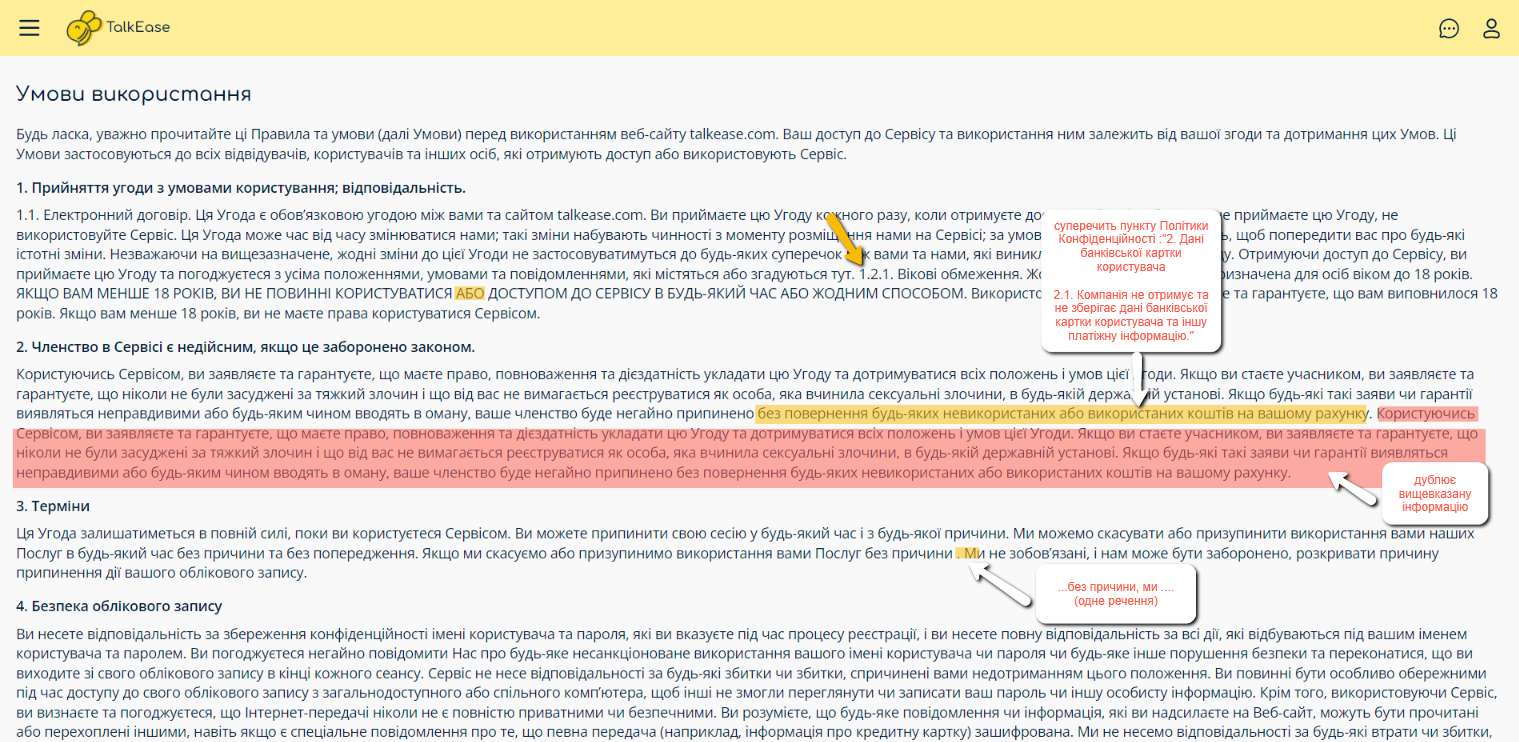 TalkEase
Умови використання
Будь ласка, уважно прочитайте ці Правила та умови (далі Умови) перед використанням веб-сайту talkease.com. Ваш доступ до Сервісу та використання ним залежить від вашої згоди та дотримання цих Умов. Ці
Умови застосовуються до всіх відвідувачів, користувачів та інших осіб, які отримують доступ або використовують Сервіс.
1. Прийняття угоди з умовами користування; відповідальність.
1.1. Електронний договір. Ця Угода є обов’язковою угодою між вами та сайтом talkease.com. Ви приймаєте цю Угоду кожного разу, коли отримуєте е приймаєте цю Угоду, не
використовуйте Сервіс. Ця Угода може час від часу змінюватися нами; такі зміни набувають чинності з моменту розміщення нами на Сервісі; за щоб попередити вас про будь-які
істотні зміни. Незважаючи на вищезазначене, жодні зміни до цієї Угоди не застосовуватимуться до будь-яких суперечок між вами та нами, які Отримуючи доступ до Сервісу, ви
приймаєте цю Угоду та погоджуєтеся з усіма положеннями, умовами та повідомленнями, які містяться або згадуються тут. 1.2.1. Вікові обмеження. для осіб віком до 18 років.
ЯКЩО ВАМ МЕНШЕ 18 РОКІВ, ВИ НЕ ПОВИННІ КОРИСТУВАТИСЯ АБО ДОСТУПОМ ДО СЕРВІСУ В БУДЬ-ЯКИЙ ЧАС АБО ЖОДНИМ СПОСОБОМ. те та гарантуєте, що вам виповнилося 18
років. Якщо вам менше 18 років, ви не маєте права користуватися Сервісом.
суперечить пункту Політики
Конфіденційності :"2. Дані
банківської картки
користувача
2.1. Компанія не отримує та
не зберігає дані банківської
картки користувача та іншу
платіжну інформацію."
2. Членство в Сервісі є недійсним, якщо це заборонено законом.
Користуючись Сервісом, ви заявляєте та гарантуєте, що маєте право, повноваження та дієздатність укладати цю Угоду та дотримуватися всіх положень і умов цієї Угоди. Якщо ви стаєте учасником, ви заявляєте та
гарантуєте, що ніколи не були засуджені за тяжкий злочин і що від вас не вимагається реєструватися як особа, яка вчинила сексуальні злочини, в будь-якій державній установі. Якщо будь-які такі заяви чи гарантії
виявляться неправдивими або будь-яким чином вводять в оману, ваше членство буде негайно припинено без повернення будь-яких невикористаних або використаних коштів на вашому рахунку. Користуючись
Сервісом, ви заявляєте та гарантуєте, що маєте право, повноваження та дієздатність укладати цю Угоду та дотримуватися всіх положень і умов цієї Угоди. Якщо ви стаєте учасником, ви заявляєте та гарантуєте, що
ніколи не були засуджені за тяжкий злочин і що від вас не вимагається реєструватися як особа, яка вчинила сексуальні злочини, в будь-якій державній установі. Якщо будь-які такі заяви чи гарантії виявляться
неправдивими або будь-яким чином вводять в оману, ваше членство буде негайно припинено без повернення будь-яких невикористаних або використаних коштів на вашому рахунку.
дублює
вищевказану
інформацію
3. Терміни
Ця Угода залишатиметься в повній силі, поки ви користуєтеся Сервісом. Ви можете припинити свою сесію у будь-який час і з будь-якої причини. Ми можемо скасувати або призупинити використання вами наших
Послуг в будь-який час без причини та без попередження. Якщо ми скасуємо або призупинимо використання вами Послуг без причини . Ми не зобов’язані, і нам може бути заборонено, розкривати причину
припинення дії вашого облікового запису.
...без причини, ми ....
(одне речення)
4. Безпека облікового запису
Ви несете відповідальність за збереження конфіденційності імені користувача та пароля, які ви вказуєте під час процесу реєстрації, і ви несете повну відповідальність за всі дії, які відбуваються під вашим іменем
користувача та паролем. Ви погоджуєтеся негайно повідомити Нас про будь-яке несанкціоноване використання вашого імені користувача чи пароля чи будь-яке інше порушення безпеки та переконатися, що ви
виходите зі свого облікового запису в кінці кожного сеансу. Сервіс не несе відповідальності за будь-які збитки чи збитки, спричинені вами недотриманням цього положення. Ви повинні бути особливо обережними
під час доступу до свого облікового запису з загальнодоступного або спільного комп’ютера, щоб інші не змогли переглянути чи записати ваш пароль чи іншу особисту інформацію. Крім того, використовуючи Сервіс,
ви визнаєте та погоджуєтеся, що Інтернет-передачі ніколи не є повністю приватними чи безпечними. Ви розумієте, що будь-яке повідомлення чи інформація, які ви надсилаєте на Веб-сайт, можуть бути прочитані
або перехоплені іншими, навіть якщо є спеціальне повідомлення про те, що певна передача (наприклад, інформація про кредитну картку) зашифрована. Ми не несемо відповідальності за будь-які втрати чи збитки,